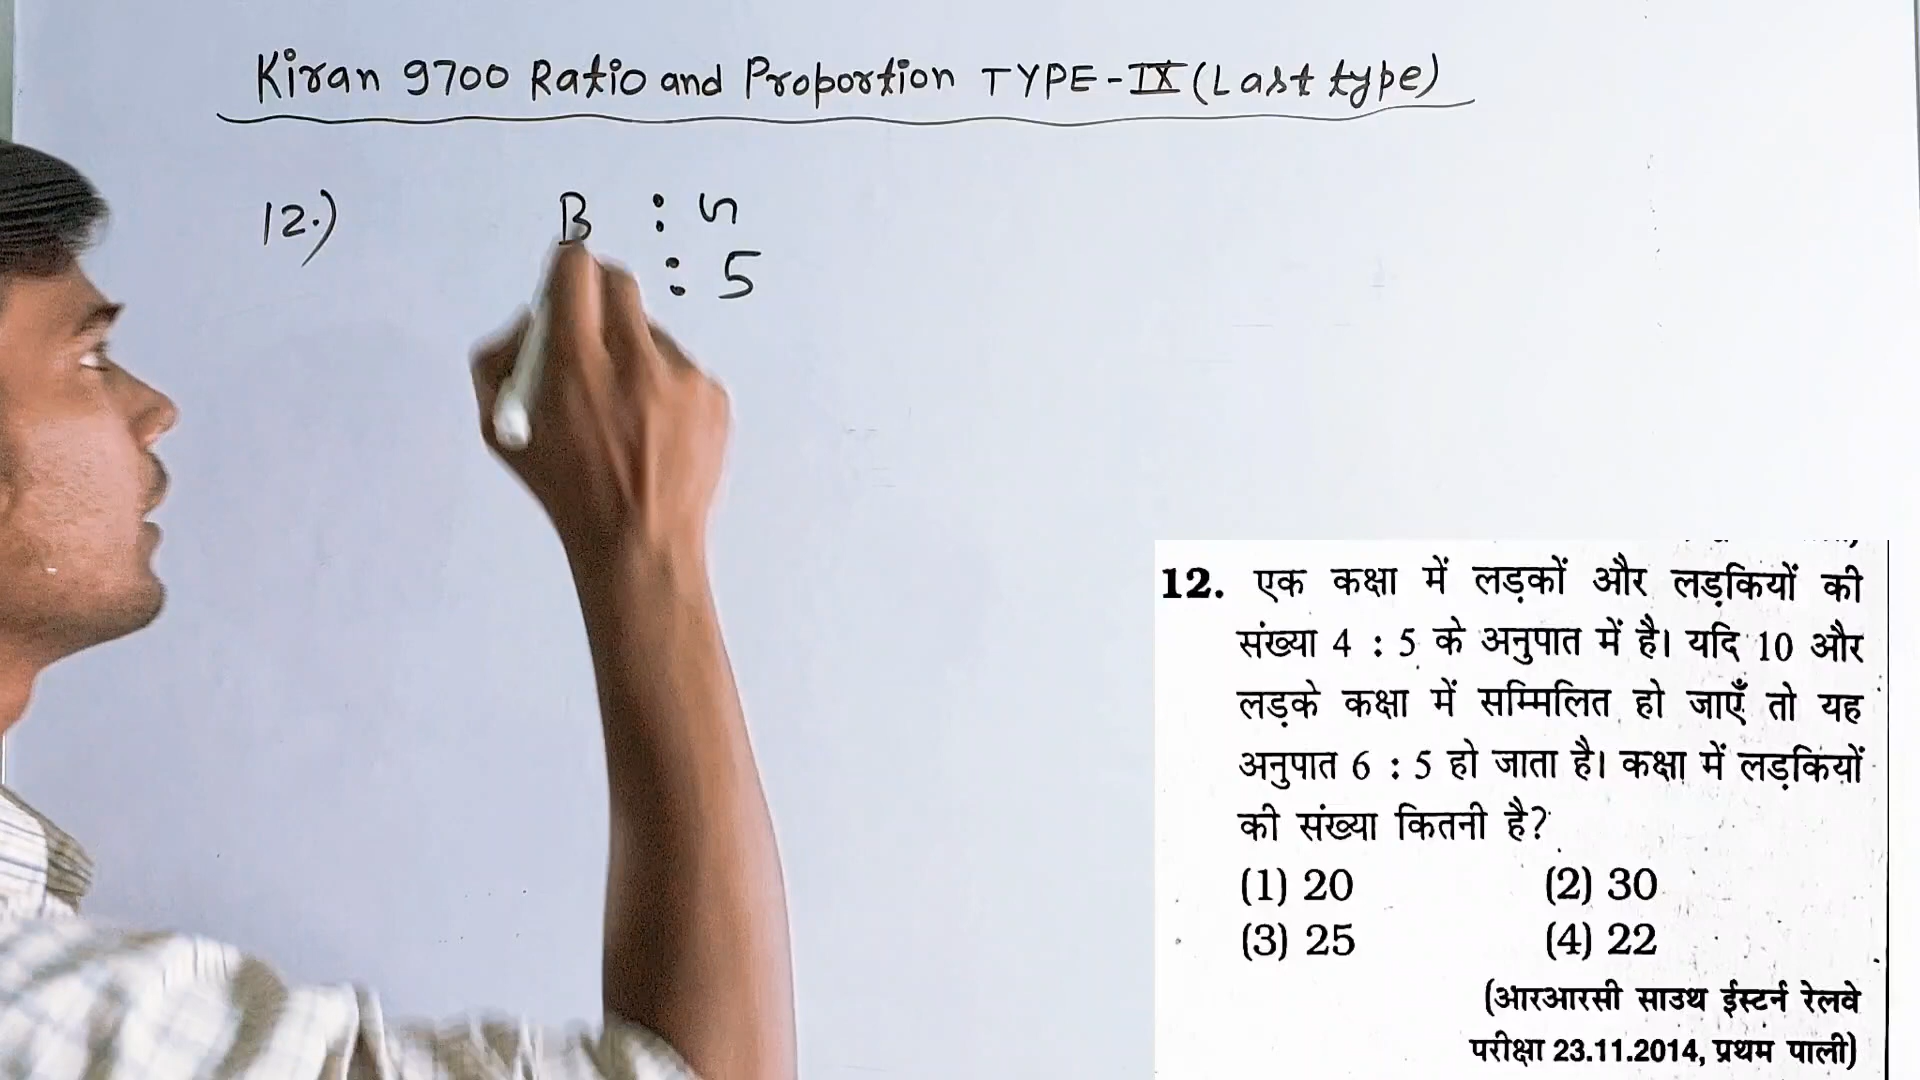 Kiran 9700 Ratio and Proportion TYPE-IX (Last type)
12.) B : G
: 5
12. एक कक्षा में लड़कों और लड़कियों की
संख्या 4 : 5 के अनुपात में है। यदि 10 और
लड़के कक्षा में सम्मिलित हो जाएँ तो यह
अनुपात 6 : 5 हो जाता है। कक्षा में लड़कियों
की संख्या कितनी है?
(1) 20 (2) 30
(3) 25 (4) 22
(आरआरसी साउथ ईस्टर्न रेलवे
परीक्षा 23.11.2014, प्रथम पाली)